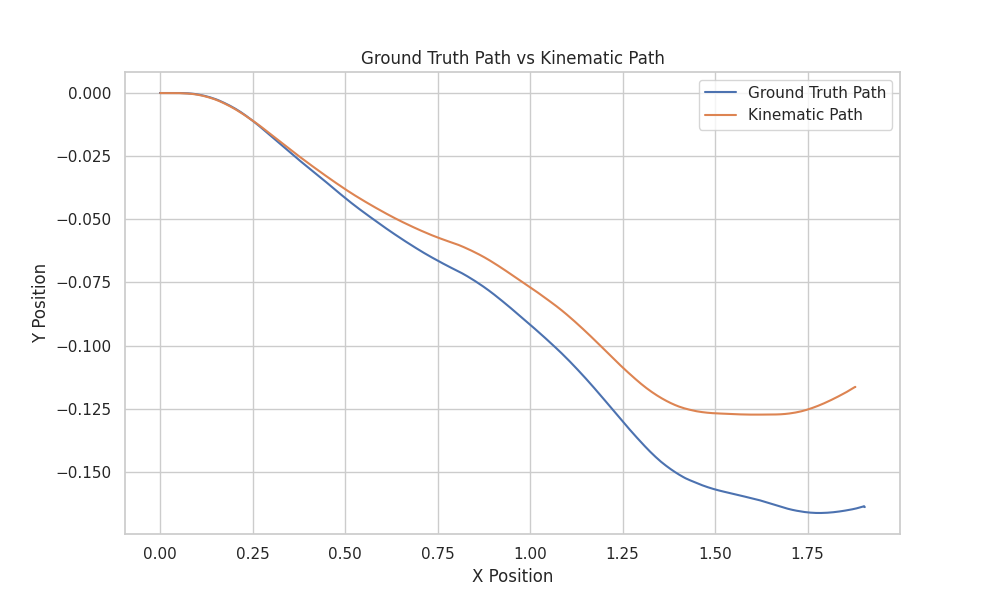 Ground Truth Path vs Kinematic Path
Ground Truth Path
Kinematic Path
0.000
−0.025
−0.050
−0.075
−0.100
−0.125
−0.150
Y Position
0.00 0.25 0.50 0.75 1.00 1.25 1.50 1.75
X Position